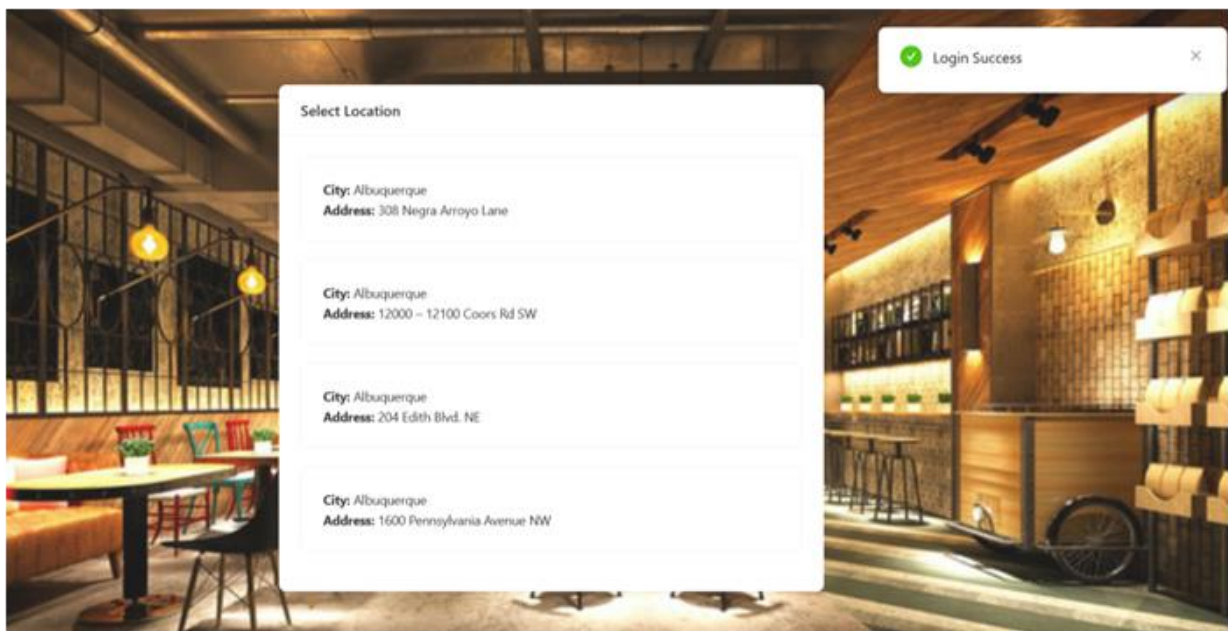 Login Success
Select Location
City: Albuquerque
Address: 308 Negra Arroyo Lane
City: Albuquerque
Address: 12000 – 12100 Coors Rd SW
City: Albuquerque
Address: 204 Edith Blvd. NE
City: Albuquerque
Address: 1600 Pennsylvania Avenue NW